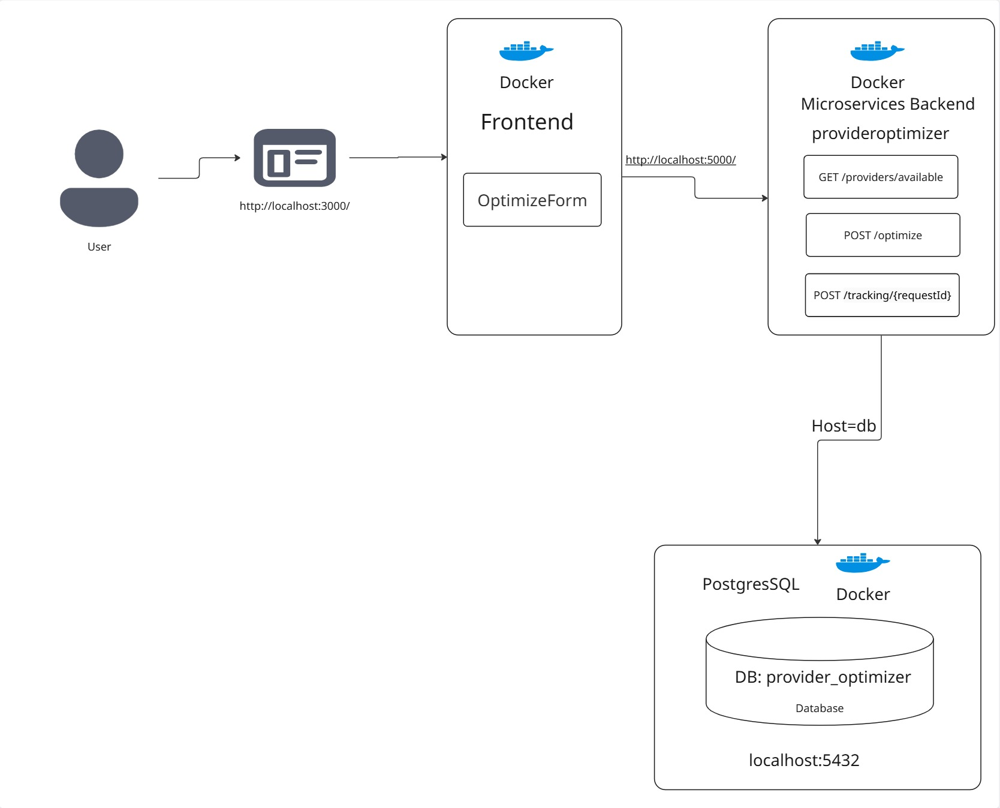 User
http://localhost:3000/
Docker
Frontend
OptimizeForm
http://localhost:5000/
Docker
Microservices Backend
provideroptimizer
GET /providers/available
POST /optimize
POST /tracking/{requestId}
Host=db
PostgresSQL
Docker
DB: provider_optimizer
Database
localhost:5432